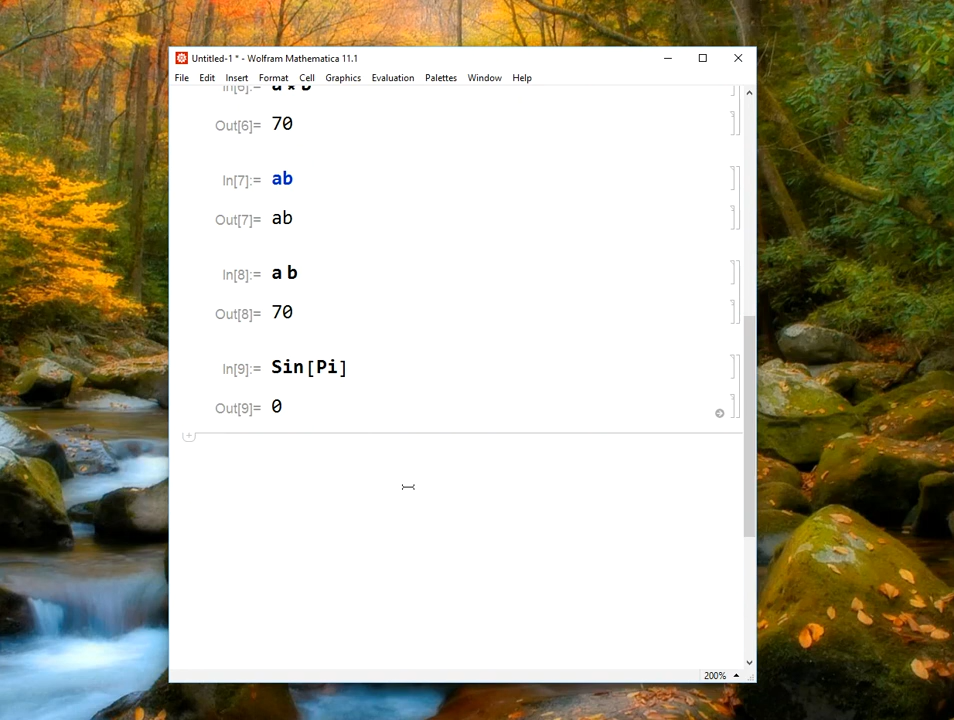 Untitled-1 * - Wolfram Mathematica 11.1
File Edit Insert Format Cell Graphics Evaluation Palettes Window Help
In[6]:= a * b
Out[6]= 70
In[7]:= ab
Out[7]= ab
In[8]:= a b
Out[8]= 70
In[9]:= Sin[Pi]
Out[9]= 0
200%